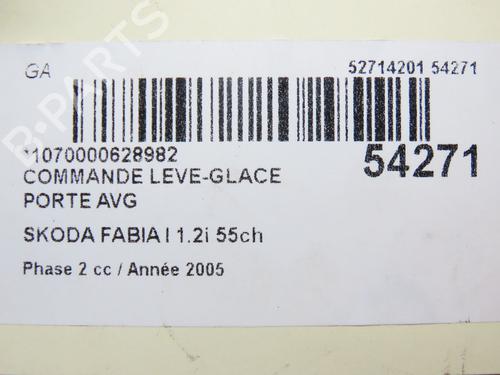 GA
52714201 54271
*1070000628982
54271
COMMANDE LEVE-GLACE
PORTE AVG
SKODA FABIA I 1.2i 55ch
Phase 2 cc / Année 2005
B-PARTS